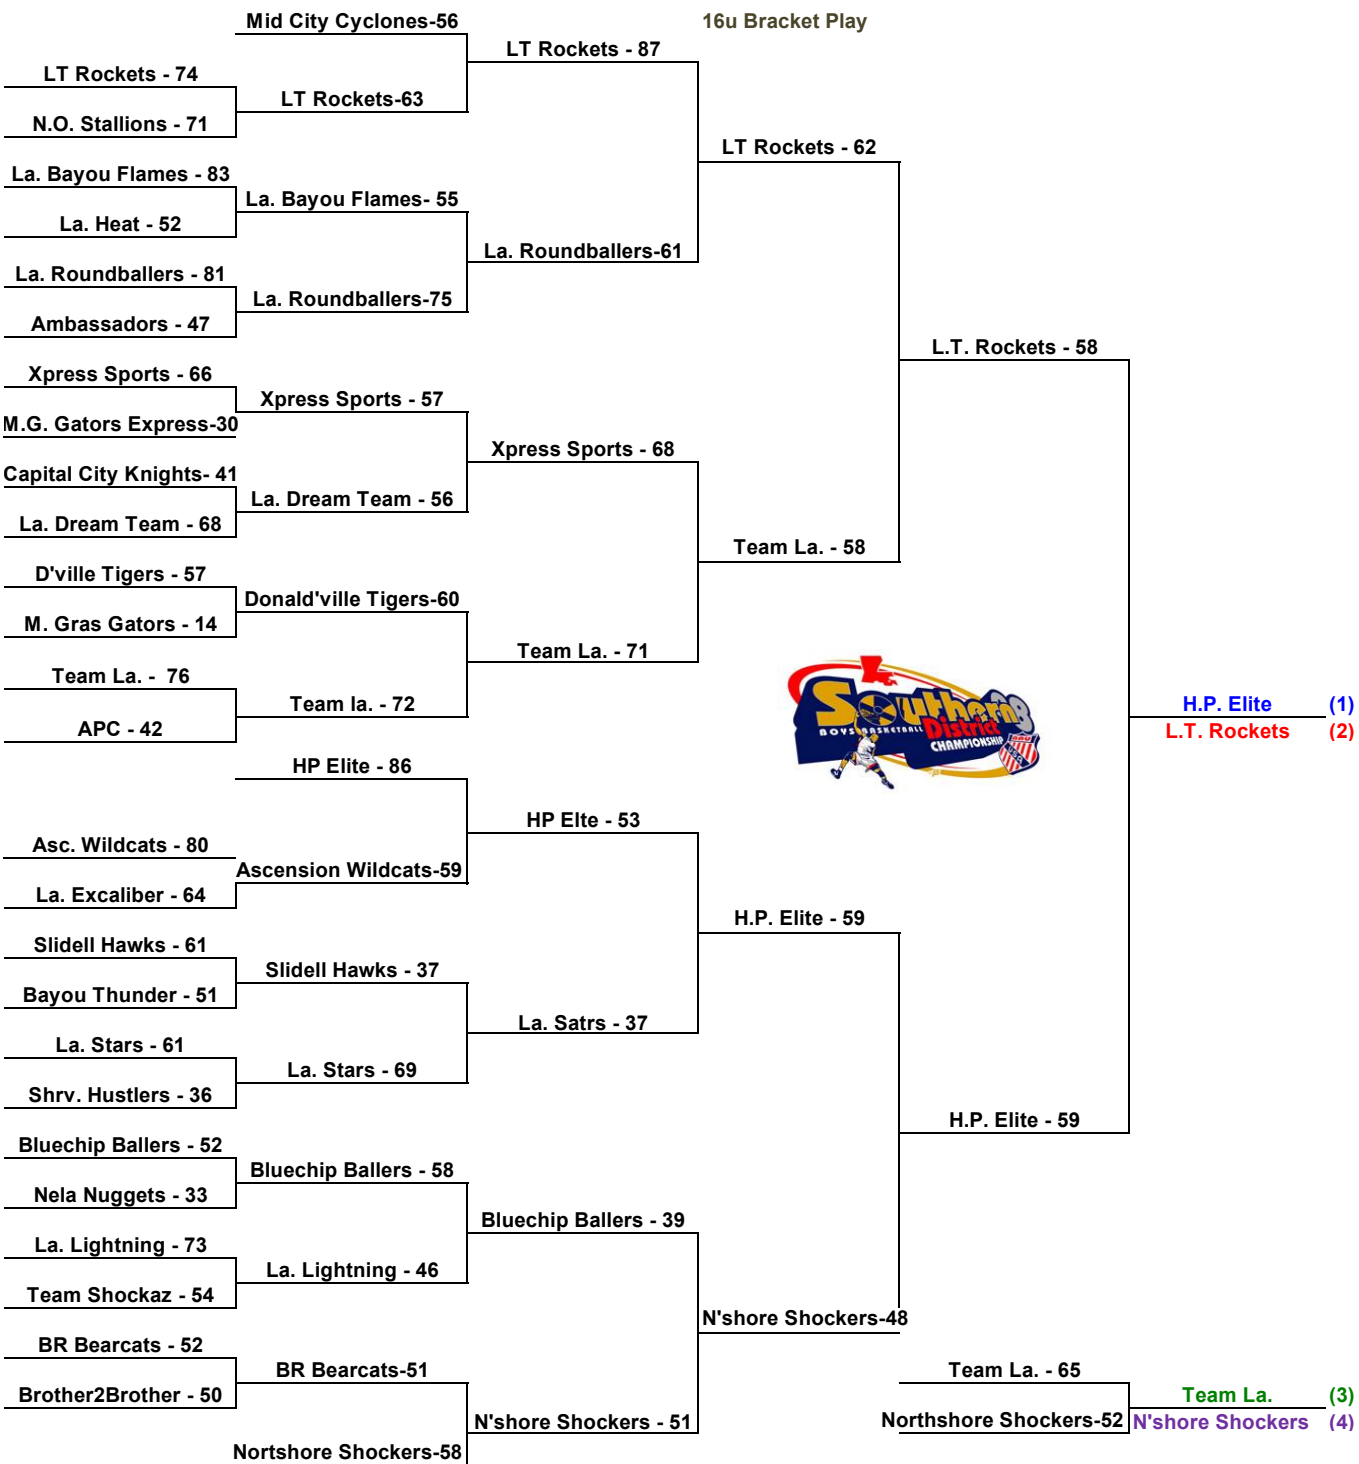 Mid City Cyclones-56
16u Bracket Play
LT Rockets - 87
LT Rockets - 74
LT Rockets-63
N.O. Stallions - 71
LT Rockets - 62
La. Bayou Flames - 83
La. Bayou Flames- 55
La. Heat - 52
La. Roundballers-61
La. Roundballers - 81
La. Roundballers-75
Ambassadors - 47
L.T. Rockets - 58
Xpress Sports - 66
Xpress Sports - 57
M.G. Gators Express-30
Xpress Sports - 68
Capital City Knights- 41
La. Dream Team - 56
La. Dream Team - 68
Team La. - 58
D'ville Tigers - 57
Donald'ville Tigers-60
M. Gras Gators - 14
Team La. - 71
Team La. - 76
Team la. - 72
APC - 42
Southern
BOYS BASKETBALL
District
CHAMPIONSHIP
H.P. Elite (1)
L.T. Rockets (2)
HP Elite - 86
HP Elte - 53
Asc. Wildcats - 80
Ascension Wildcats-59
La. Excaliber - 64
H.P. Elite - 59
Slidell Hawks - 61
Slidell Hawks - 37
Bayou Thunder - 51
La. Satrs - 37
La. Stars - 61
La. Stars - 69
Shrv. Hustlers - 36
H.P. Elite - 59
Bluechip Ballers - 52
Bluechip Ballers - 58
Nela Nuggets - 33
Bluechip Ballers - 39
La. Lightning - 73
La. Lightning - 46
Team Shockaz - 54
N'shore Shockers-48
BR Bearcats - 52
BR Bearcats-51
Team La. - 65
Brother2Brother - 50
Team La. (3)
N'shore Shockers - 51
Northshore Shockers-52
N'shore Shockers (4)
Nortshore Shockers-58